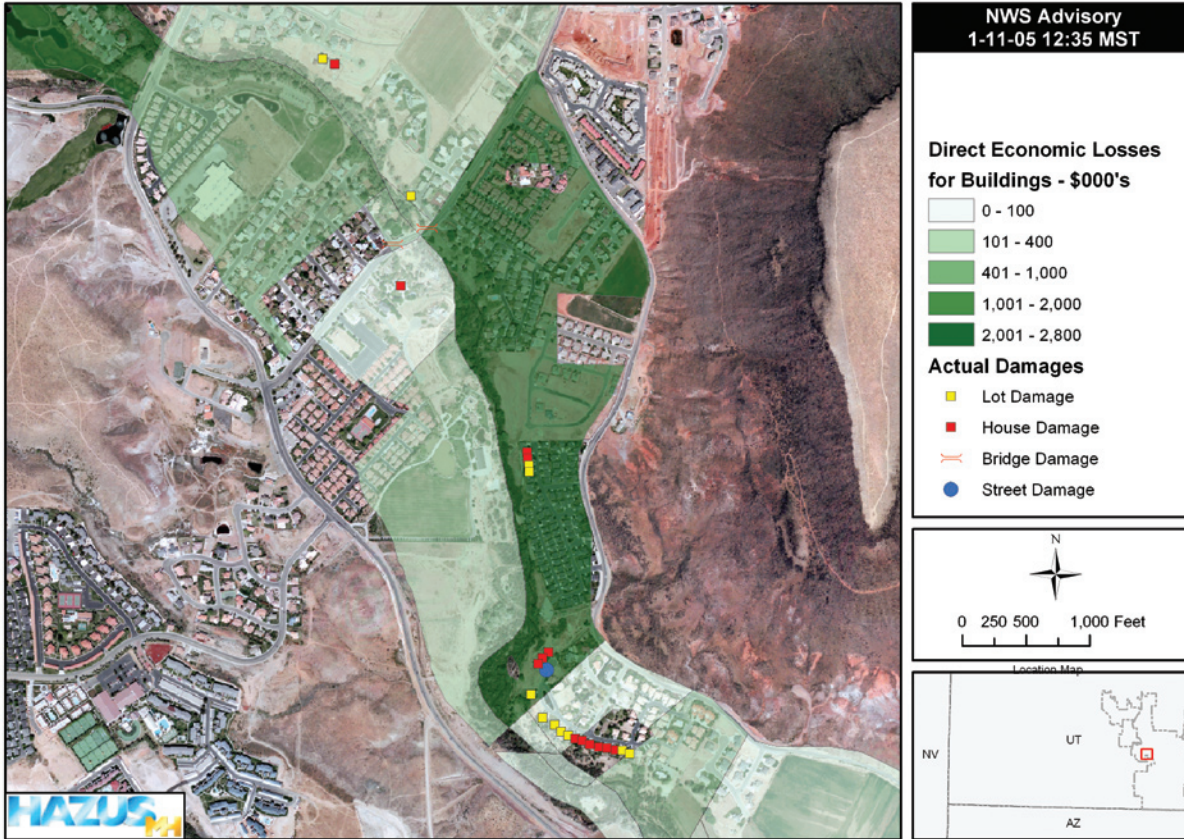 NWS Advisory
1-11-05 12:35 MST
Direct Economic Losses
for Buildings - $000's
0 - 100
101 - 400
401 - 1,000
1,001 - 2,000
2,001 - 2,800
Actual Damages
Lot Damage
House Damage
Bridge Damage
Street Damage
N
0 250 500 1,000 Feet
Location Map
NV
UT
AZ
HAZUS
MH